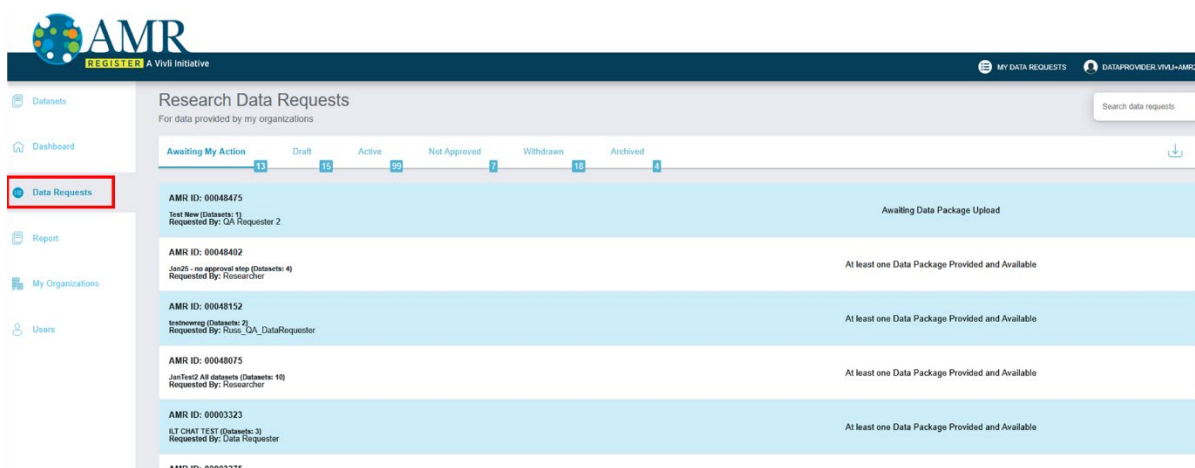 AMR
REGISTER A Vivli Initiative
MY DATA REQUESTS DATAPROVIDER.VIVLI+AMR2
Datasets
Dashboard
Data Requests
Report
My Organizations
Users
Research Data Requests
For data provided by my organizations
Search data requests
Awaiting My Action 13 Draft 15 Active 99 Not Approved 7 Withdrawn 18 Archived 4
AMR ID: 00048475
Test New (Datasets: 1)
Requested By: QA Requester 2
Awaiting Data Package Upload
AMR ID: 00048402
Jan25 - no approval step (Datasets: 4)
Requested By: Researcher
At least one Data Package Provided and Available
AMR ID: 00048152
testnewreg (Datasets: 2)
Requested By: Russ_QA_DataRequester
At least one Data Package Provided and Available
AMR ID: 00048075
JanTest2 All datasets (Datasets: 10)
Requested By: Researcher
At least one Data Package Provided and Available
AMR ID: 00003323
ILT CHAT TEST (Datasets: 3)
Requested By: Data Requester
At least one Data Package Provided and Available
AMR ID: